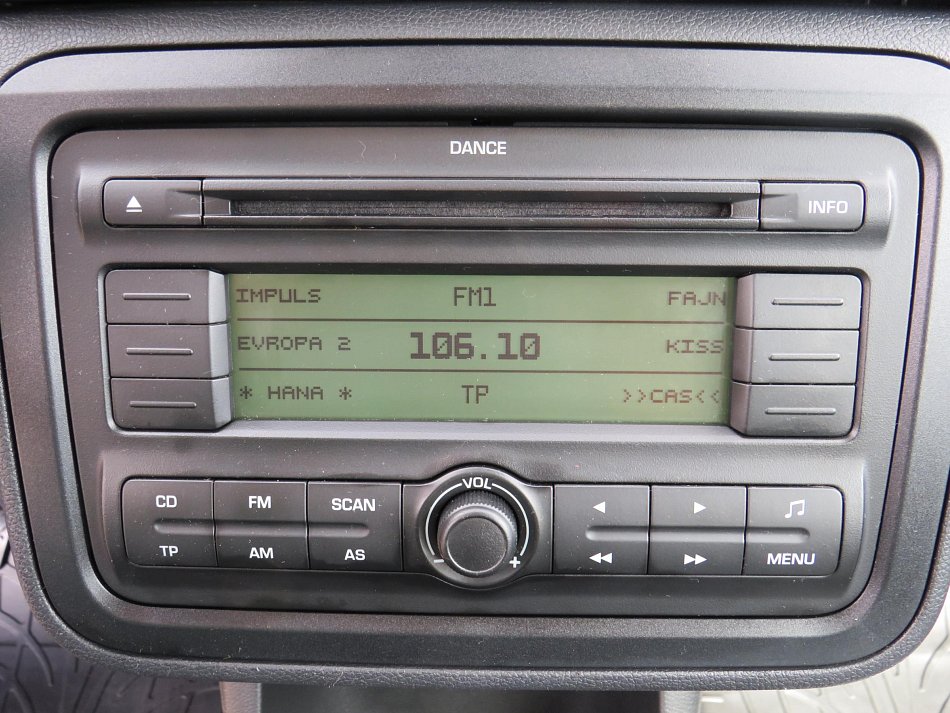 DANCE
INFO
IMPULS FM1 FAJN
EVROPA 2 106.10 KISS
* HANA * TP >>CAS<<
CD FM SCAN VOL MENU
TP AM AS - +